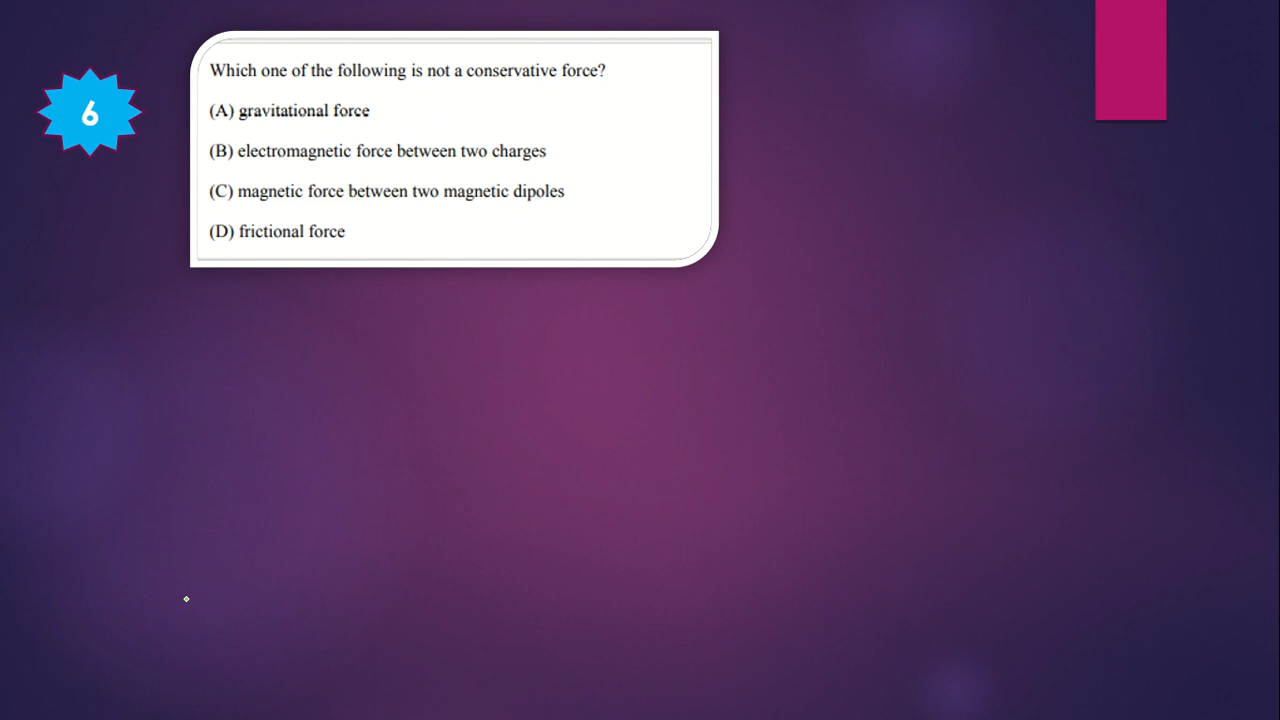 6
Which one of the following is not a conservative force?
(A) gravitational force
(B) electromagnetic force between two charges
(C) magnetic force between two magnetic dipoles
(D) frictional force